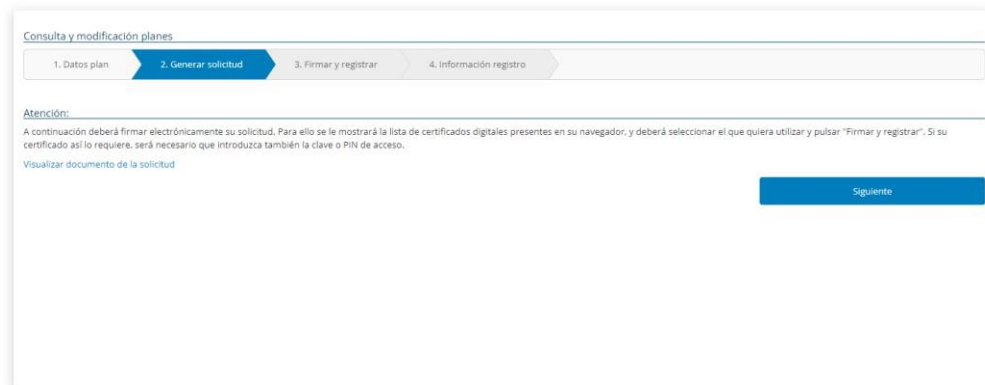 Consulta y modificación planes
1. Datos plan 2. Generar solicitud 3. Firmar y registrar 4. Información registro
Atención:
A continuación deberá firmar electrónicamente su solicitud. Para ello se le mostrará la lista de certificados digitales presentes en su navegador, y deberá seleccionar el que quiera utilizar y pulsar "Firmar y registrar". Si su
certificado así lo requiere, será necesario que introduzca también la clave o PIN de acceso.
Visualizar documento de la solicitud
Siguiente